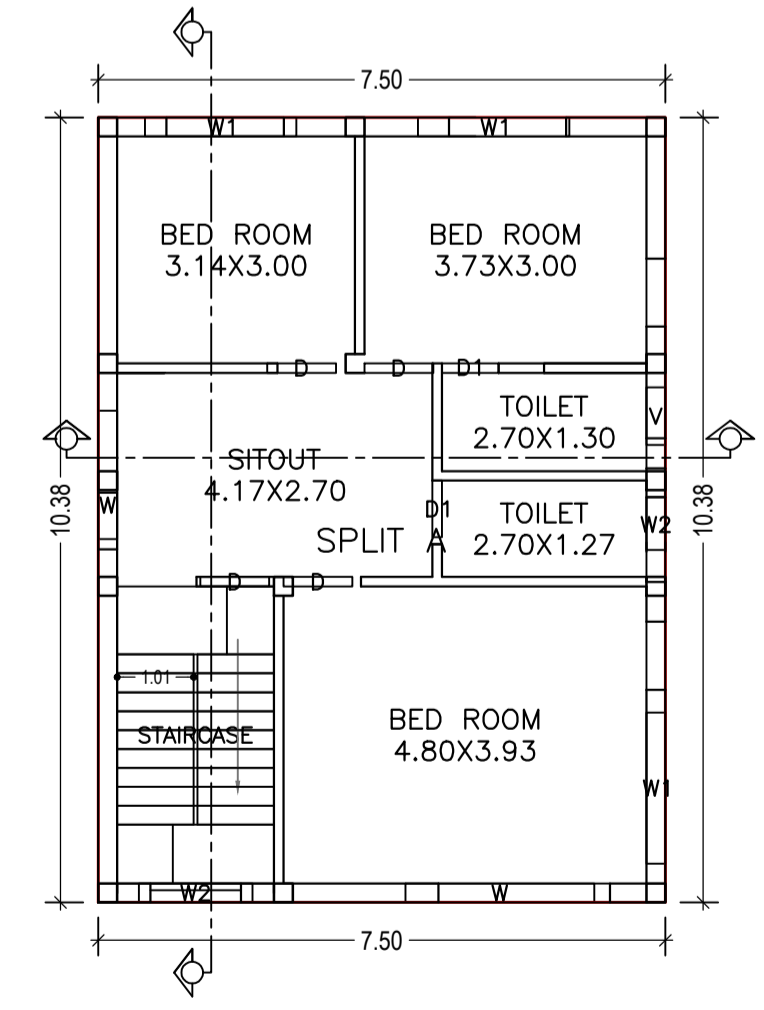 7.50
W1
W1
BED ROOM
3.14X3.00
BED ROOM
3.73X3.00
D
D
D1
TOILET
2.70X1.30
V
SITOUT
4.17X2.70
10.38
10.38
W
D1
TOILET
2.70X1.27
W2
SPLIT A
D
D
1.01
STAIRCASE
BED ROOM
4.80X3.93
W1
W2
W
7.50